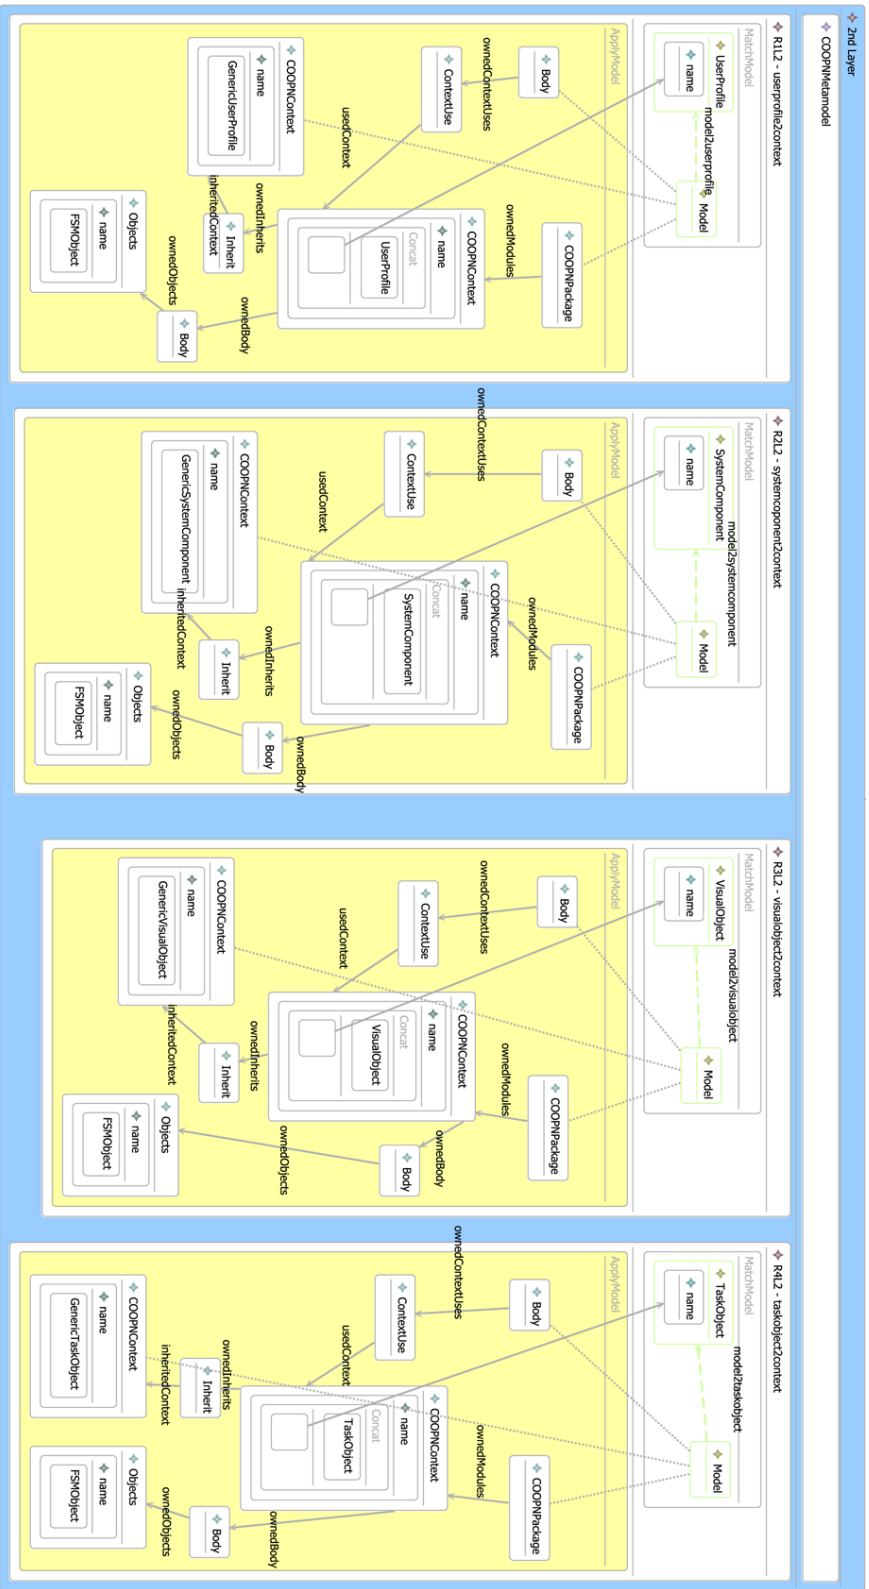 2nd Layer
COOPNMetamodel
R1L2 - userprofile2context
MatchModel
UserProfile
name
model2userprofile
Model
ApplyModel
Body
ownedContextUses
ContextUse
usedContext
COOPNPackage
ownedModules
COOPNContext
name
Concat
UserProfile
COOPNContext
name
GenericUserProfile
ownedInherits
Inherit
inheritedContext
ownedBody
Body
ownedObjects
Objects
name
FSMObject
R2L2 - systemcoponent2context
MatchModel
SystemComponent
name
model2systemcomponent
Model
ApplyModel
Body
ownedContextUses
ContextUse
usedContext
COOPNPackage
ownedModules
COOPNContext
name
Concat
SystemComponent
COOPNContext
name
GenericSystemComponent
ownedInherits
Inherit
inheritedContext
ownedBody
Body
ownedObjects
Objects
name
FSMObject
R3L2 - visualobject2context
MatchModel
VisualObject
name
model2visualobject
Model
ApplyModel
Body
ownedContextUses
ContextUse
usedContext
COOPNPackage
ownedModules
COOPNContext
name
Concat
VisualObject
COOPNContext
name
GenericVisualObject
ownedInherits
Inherit
inheritedContext
ownedBody
Body
ownedObjects
Objects
name
FSMObject
R4L2 - taskobject2context
MatchModel
TaskObject
name
model2taskobject
Model
ApplyModel
Body
ownedContextUses
ContextUse
usedContext
COOPNPackage
ownedModules
COOPNContext
name
Concat
TaskObject
COOPNContext
name
GenericTaskObject
ownedInherits
Inherit
inheritedContext
ownedBody
Body
ownedObjects
Objects
name
FSMObject